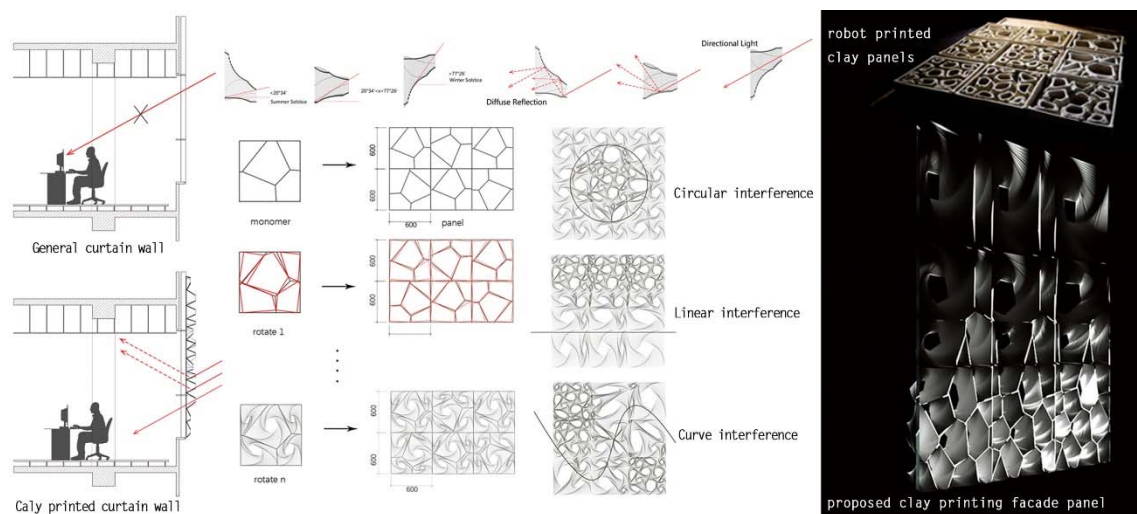 General curtain wall
Caly printed curtain wall
<20°34'
Summer Solstice
20°34'<x<77°26'
>77°26'
Winter Solstice
Diffuse Reflection
Directional Light
monomer
600
600
600
panel
rotate 1
600
600
rotate n
600
600
600
Circular interference
Linear interference
Curve interference
robot printed
clay panels
proposed clay printing facade panel